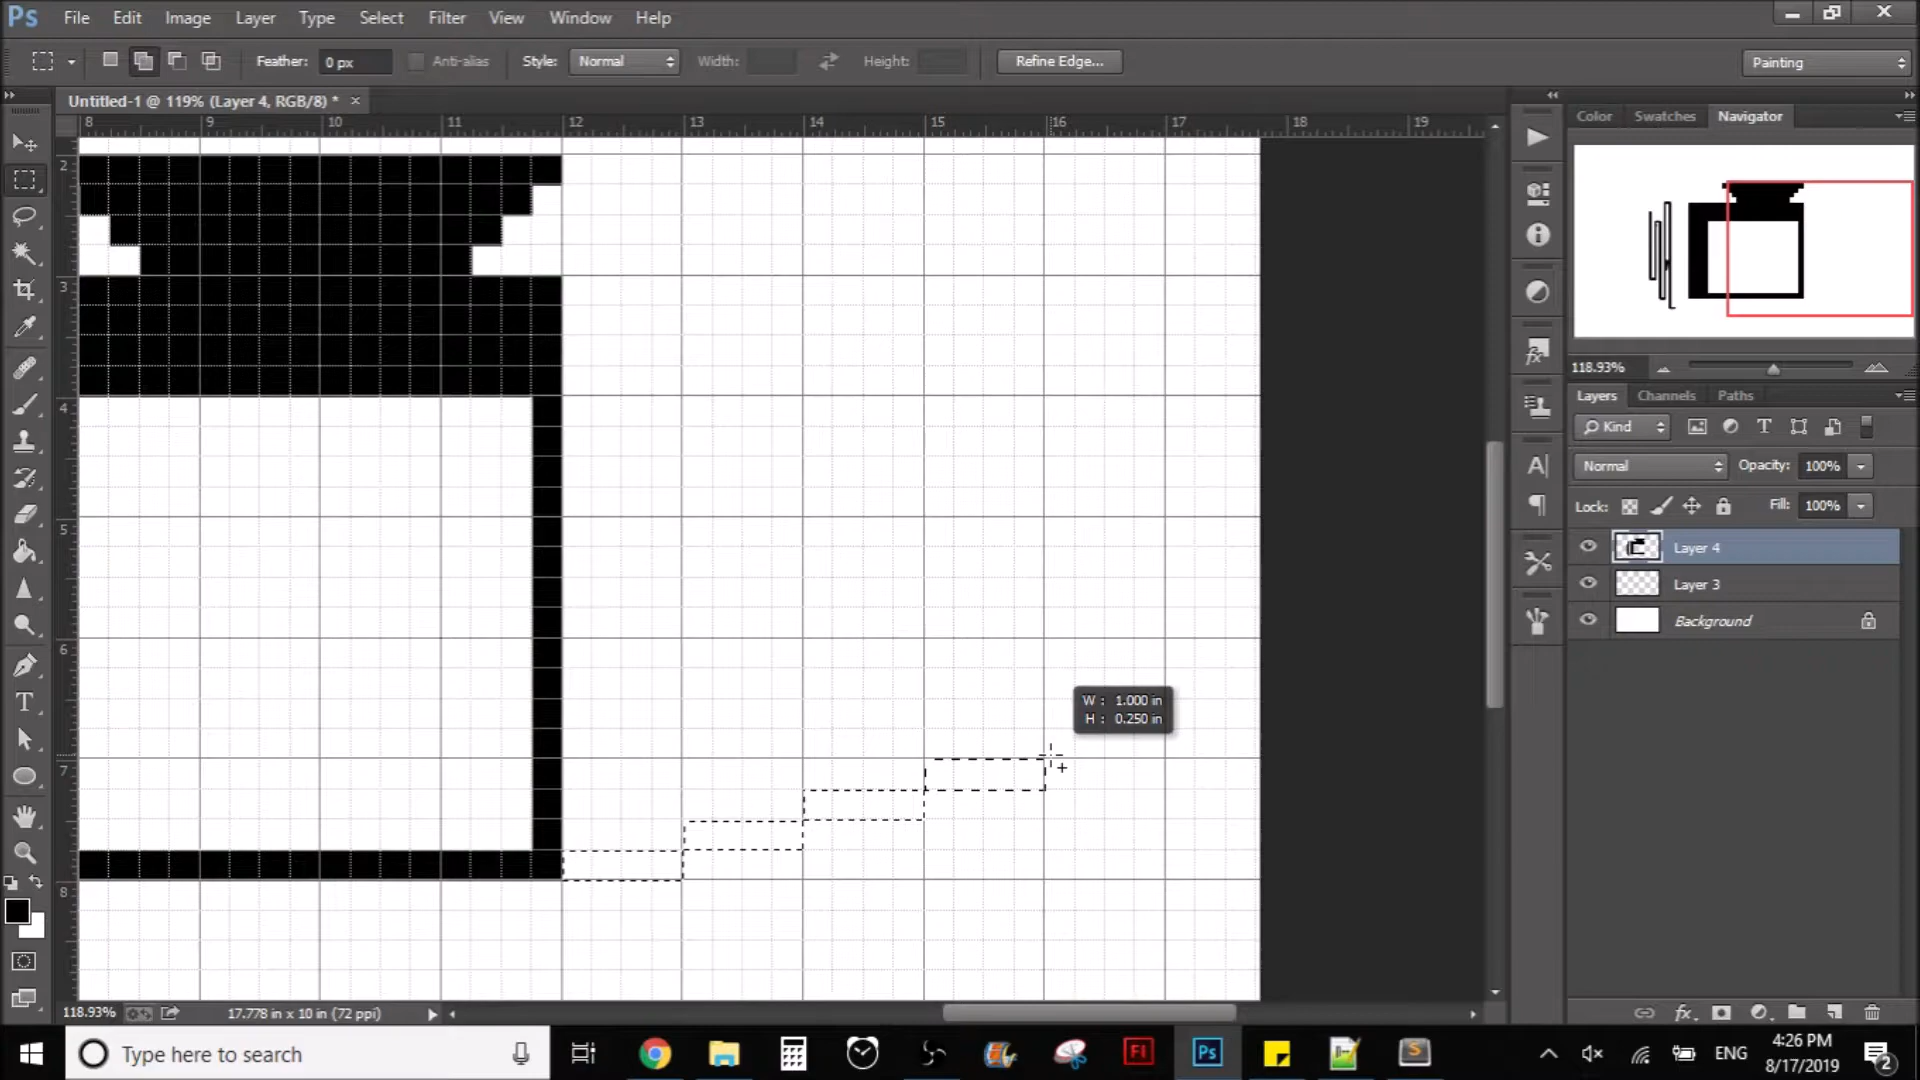 Ps File Edit Image Layer Type Select Filter View Window Help
Feather: 0 px Anti-alias Style: Normal Width: Height: Refine Edge... Painting
Untitled-1 @ 119% (Layer 4, RGB/8) *
8 9 10 11 12 13 14 15 16 17 18 19
2
3
4
5
6
7
8
W : 1.000 in
H : 0.250 in
Color Swatches Navigator
118.93%
Layers Channels Paths
Kind
Normal Opacity: 100%
Lock: Fill: 100%
Layer 4
Layer 3
Background
118.93% 17.778 in x 10 in (72 ppi)
Type here to search
Fl Ps S
ENG
4:26 PM
8/17/2019
2